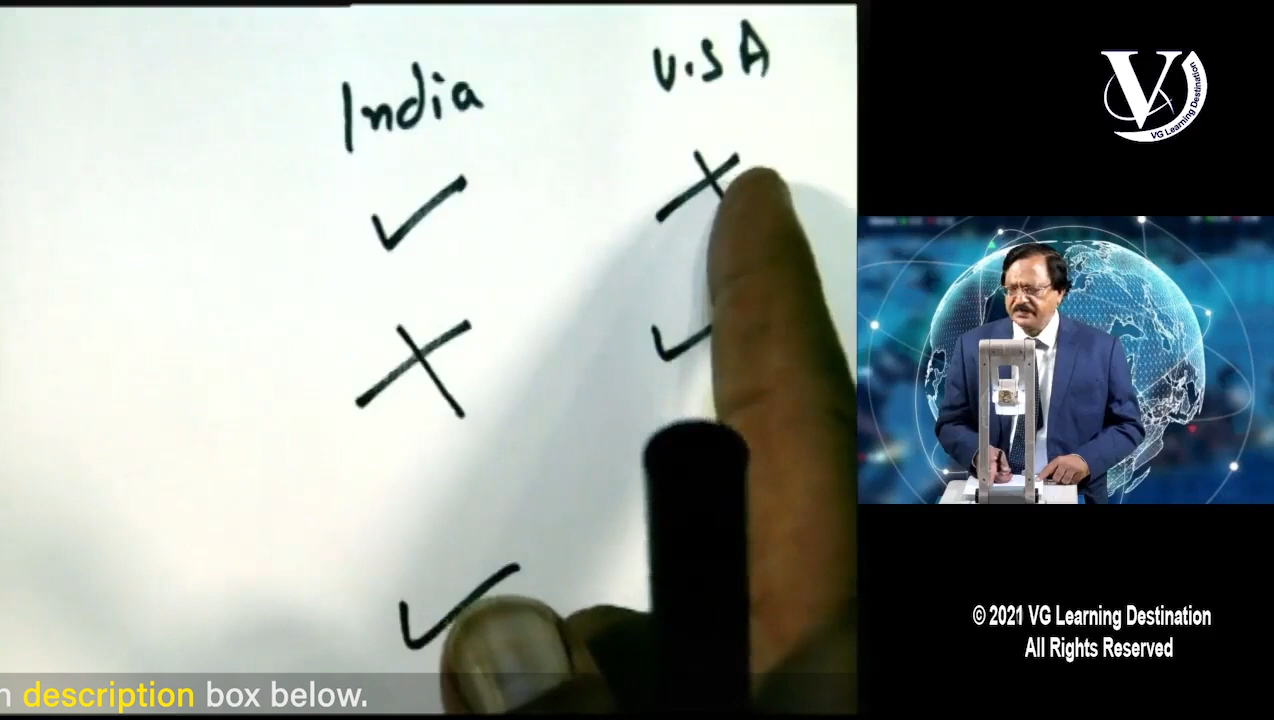 India U.S A
V
VG Learning Destination
© 2021 VG Learning Destination
All Rights Reserved
description box below.